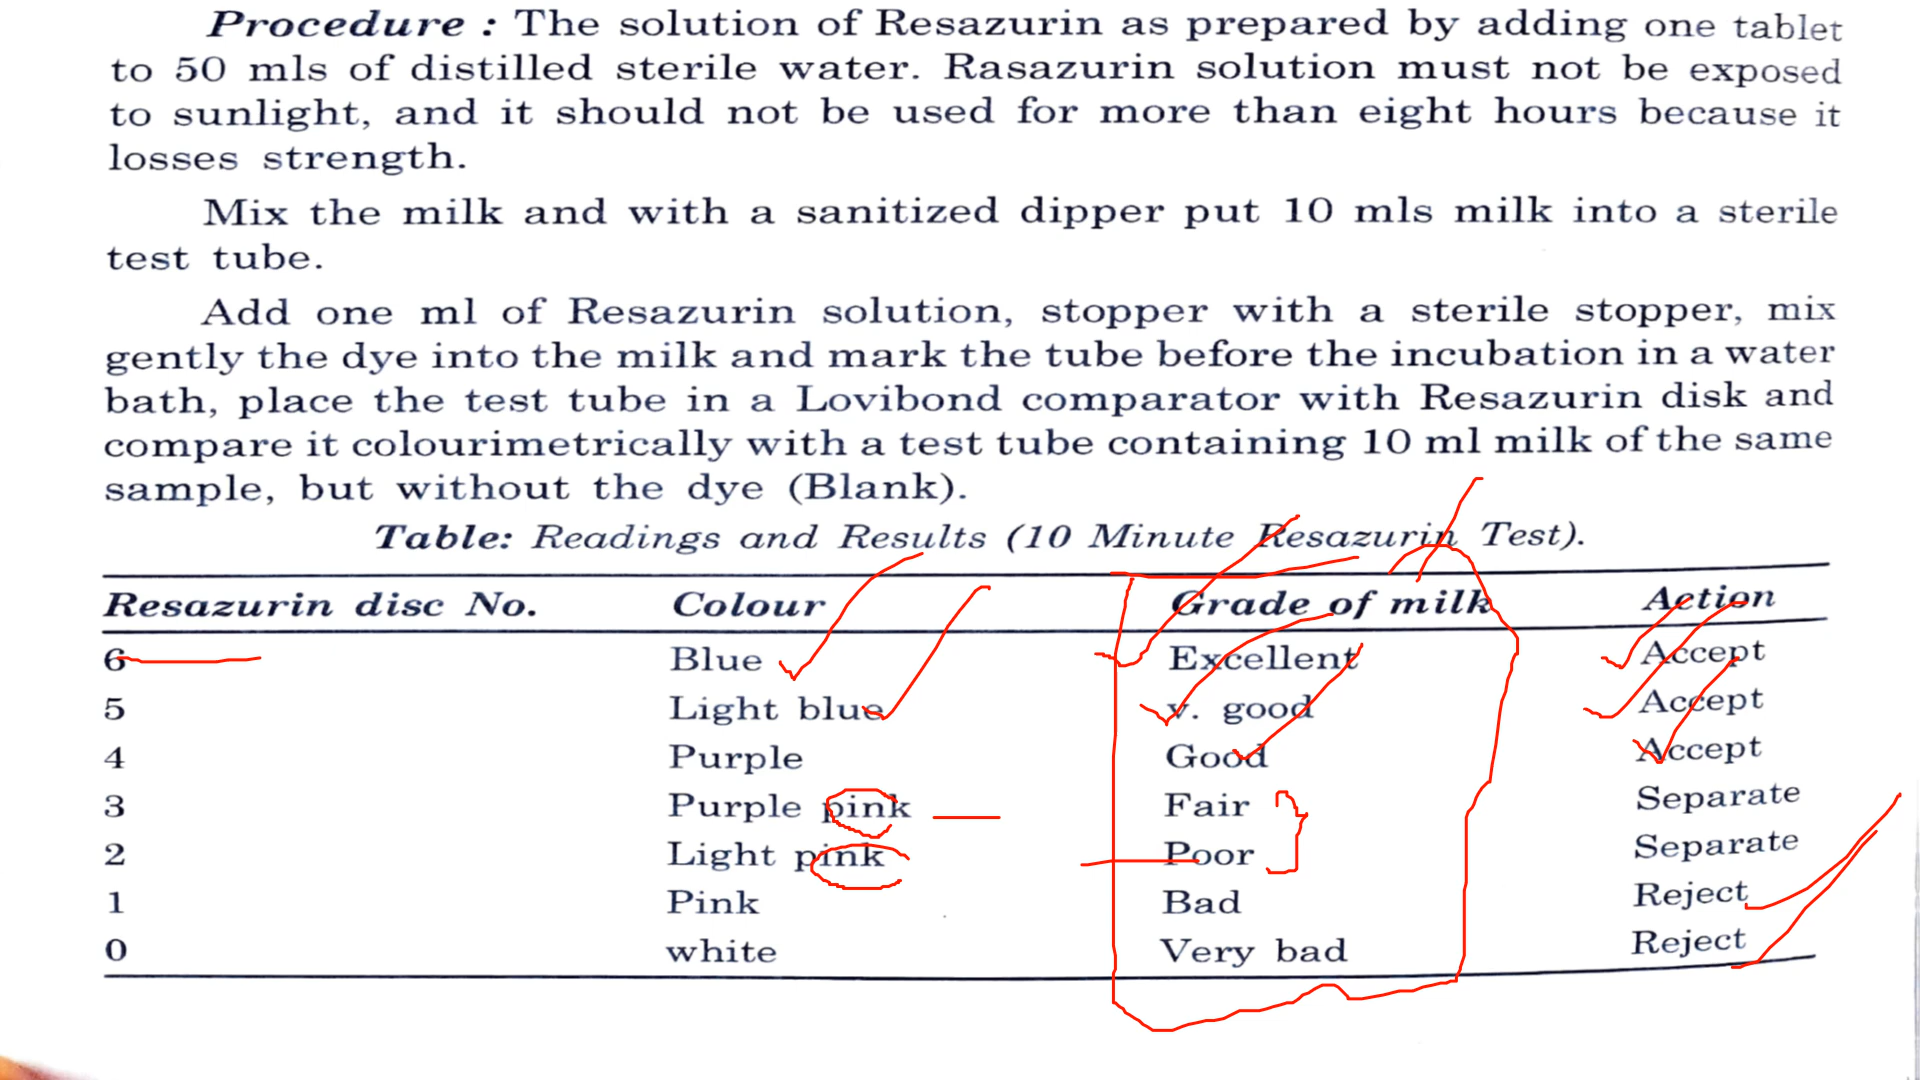 Procedure : The solution of Resazurin as prepared by adding one tablet
to 50 mls of distilled sterile water. Rasazurin solution must not be exposed
to sunlight, and it should not be used for more than eight hours because it
losses strength.
Mix the milk and with a sanitized dipper put 10 mls milk into a sterile
test tube.
Add one ml of Resazurin solution, stopper with a sterile stopper, mix
gently the dye into the milk and mark the tube before the incubation in a water
bath, place the test tube in a Lovibond comparator with Resazurin disk and
compare it colourimetrically with a test tube containing 10 ml milk of the same
sample, but without the dye (Blank).
Table: Readings and Results (10 Minute Resazurin Test).
Resazurin disc No. Colour Grade of milk Action
6 Blue Excellent Accept
5 Light blue v. good Accept
4 Purple Good Accept
3 Purple pink Fair Separate
2 Light pink Poor Separate
1 Pink Bad Reject
0 white Very bad Reject